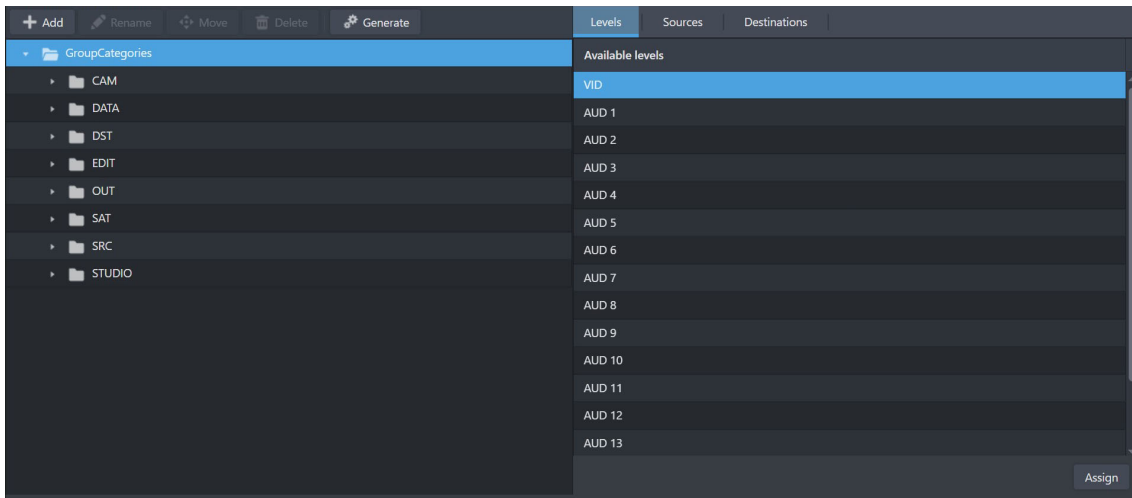 Add Rename Move Delete Generate
GroupCategories
CAM
DATA
DST
EDIT
OUT
SAT
SRC
STUDIO
Levels Sources Destinations
Available levels
VID
AUD 1
AUD 2
AUD 3
AUD 4
AUD 5
AUD 6
AUD 7
AUD 8
AUD 9
AUD 10
AUD 11
AUD 12
AUD 13
Assign